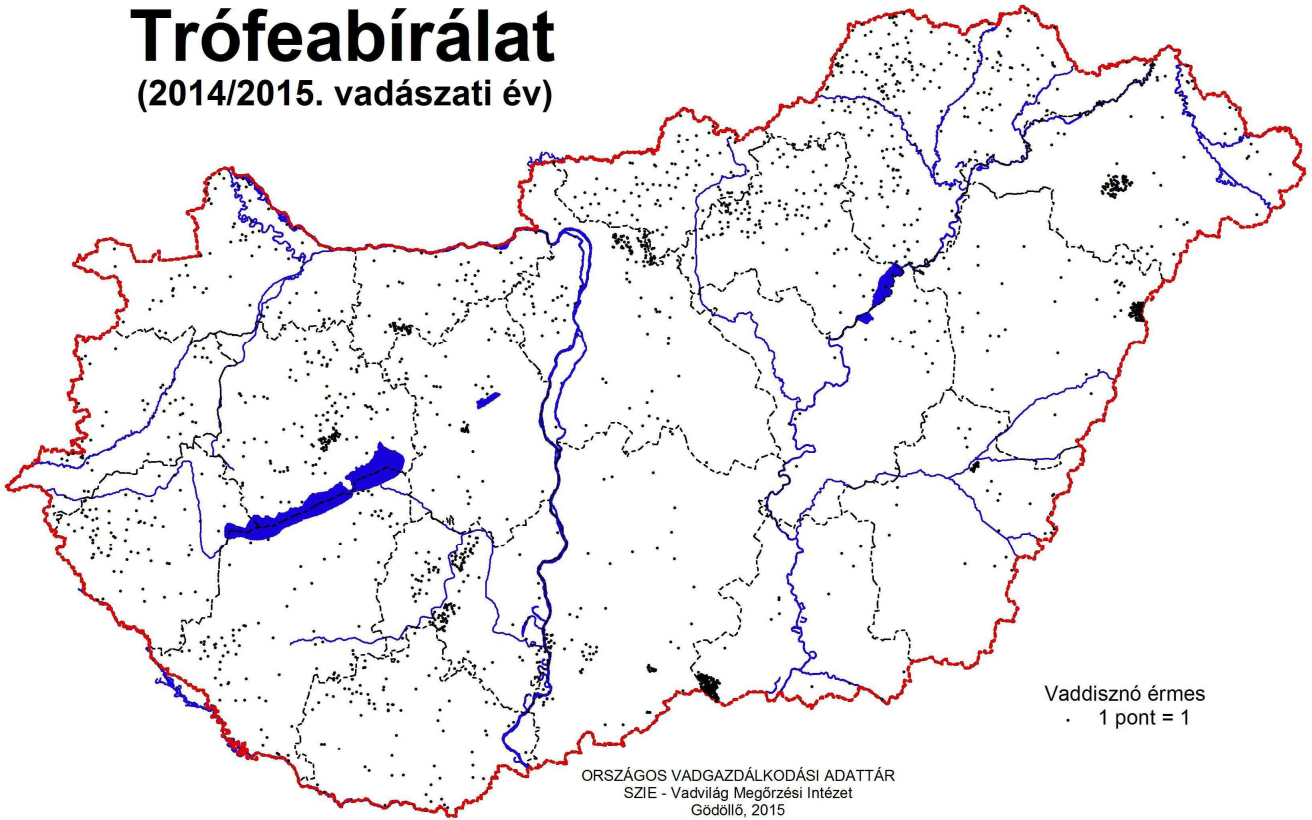 Trófeabírálat
(2014/2015. vadászati év)
Vaddisznó érmes
. 1 pont = 1
ORSZÁGOS VADGAZDÁLKODÁSI ADATTÁR
SZIE - Vadvilág Megőrzési Intézet
Gödöllő, 2015